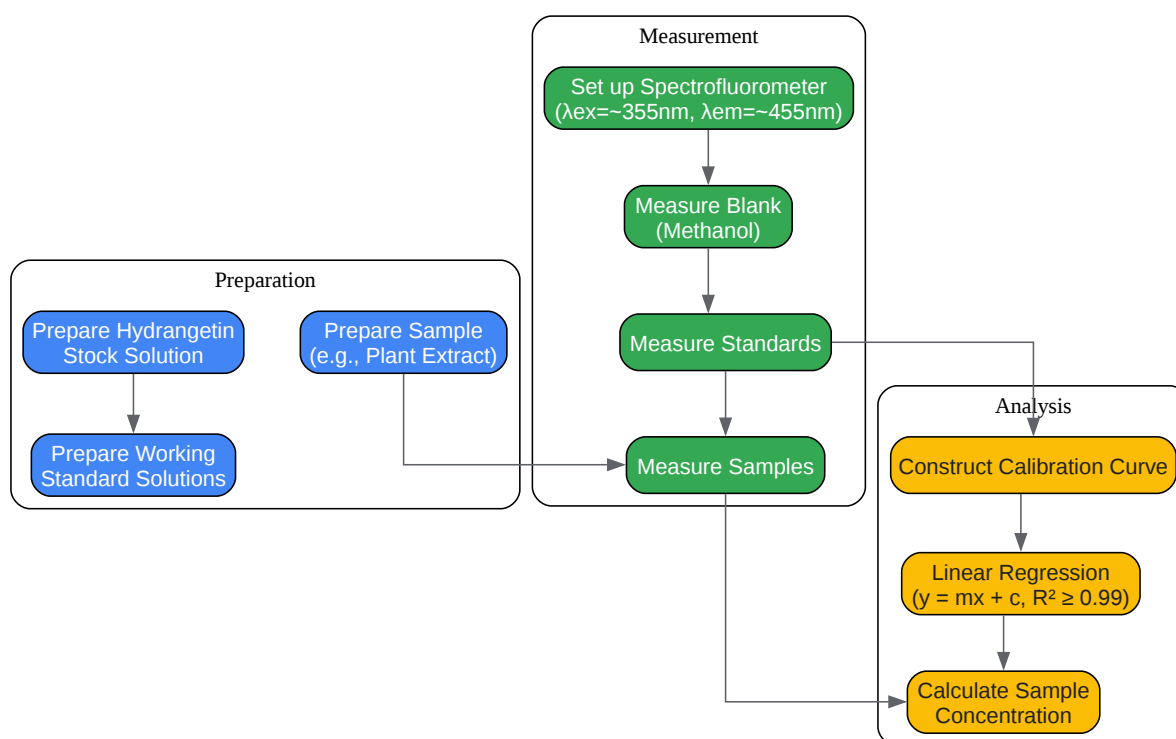 Measurement
Set up Spectrofluorometer
(λex=~355nm, λem=~455nm)
Measure Blank
(Methanol)
Measure Standards
Measure Samples
Preparation
Prepare Hydrangetin
Stock Solution
Prepare Sample
(e.g., Plant Extract)
Prepare Working
Standard Solutions
Analysis
Construct Calibration Curve
Linear Regression
(y = mx + c, R² ≥ 0.99)
Calculate Sample
Concentration